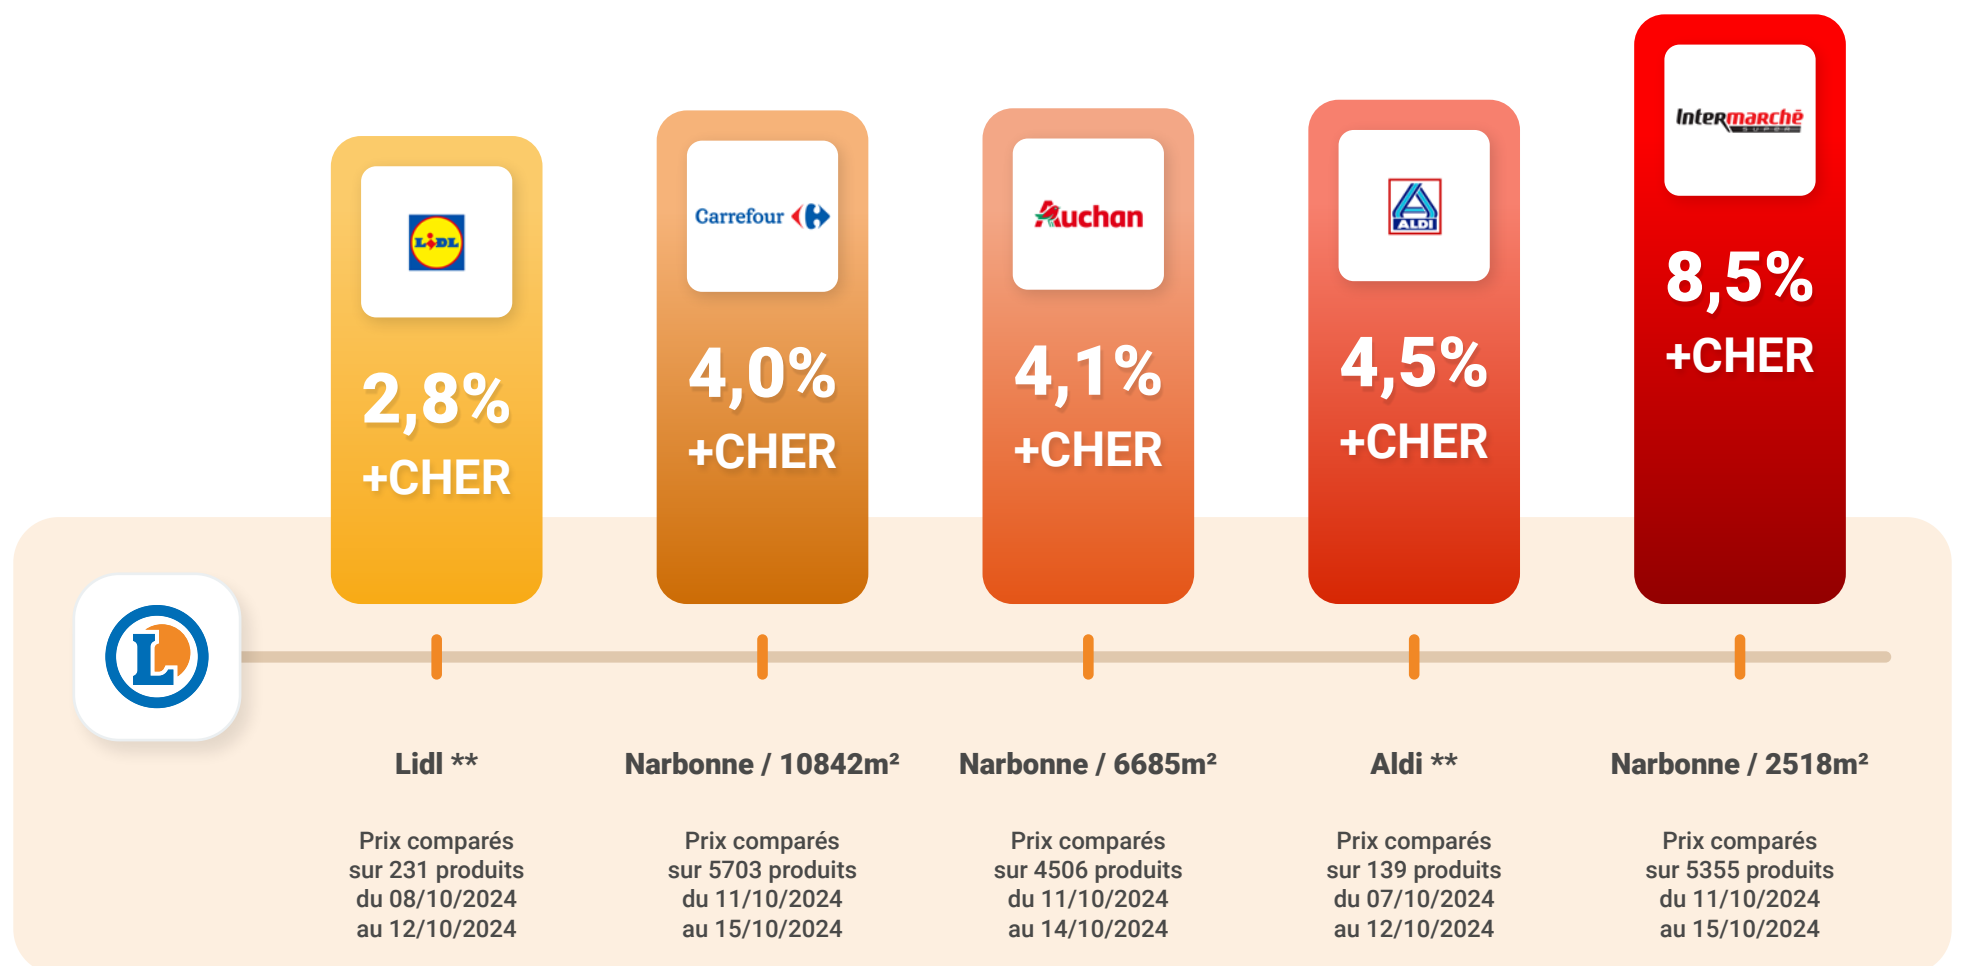 LIDL
2,8%
+CHER
Carrefour
4,0%
+CHER
Auchan
4,1%
+CHER
ALDI
4,5%
+CHER
Intermarchē
SUPER
8,5%
+CHER
L
Lidl **
Prix comparés
sur 231 produits
du 08/10/2024
au 12/10/2024
Narbonne / 10842m²
Prix comparés
sur 5703 produits
du 11/10/2024
au 15/10/2024
Narbonne / 6685m²
Prix comparés
sur 4506 produits
du 11/10/2024
au 14/10/2024
Aldi **
Prix comparés
sur 139 produits
du 07/10/2024
au 12/10/2024
Narbonne / 2518m²
Prix comparés
sur 5355 produits
du 11/10/2024
au 15/10/2024